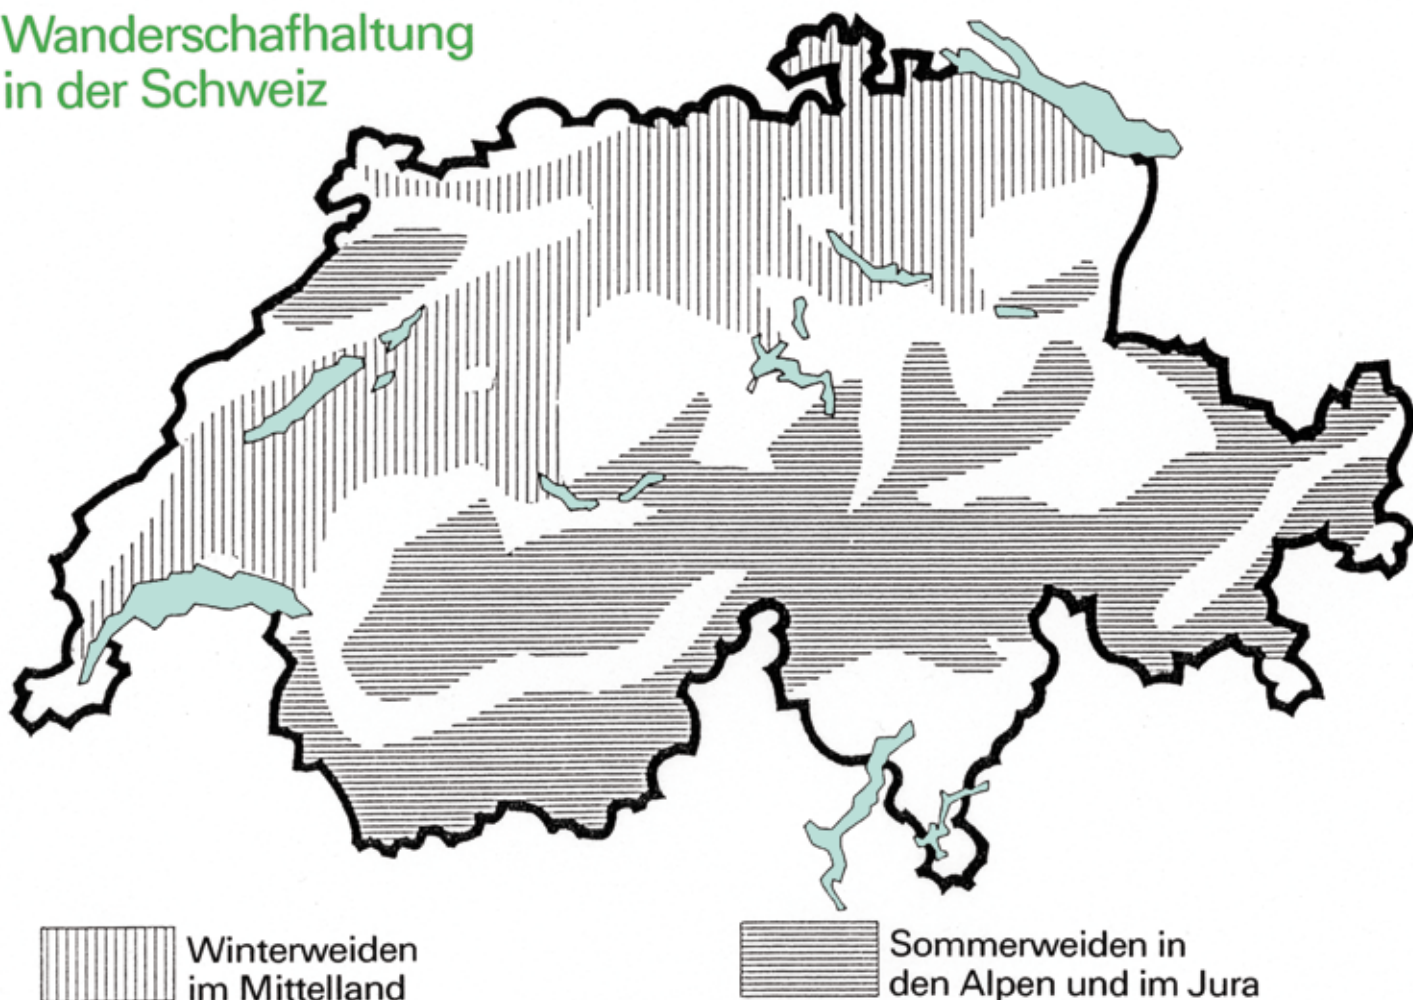 Wanderschafhaltung
in der Schweiz
Winterweiden
im Mittelland
Sommerweiden in
den Alpen und im Jura